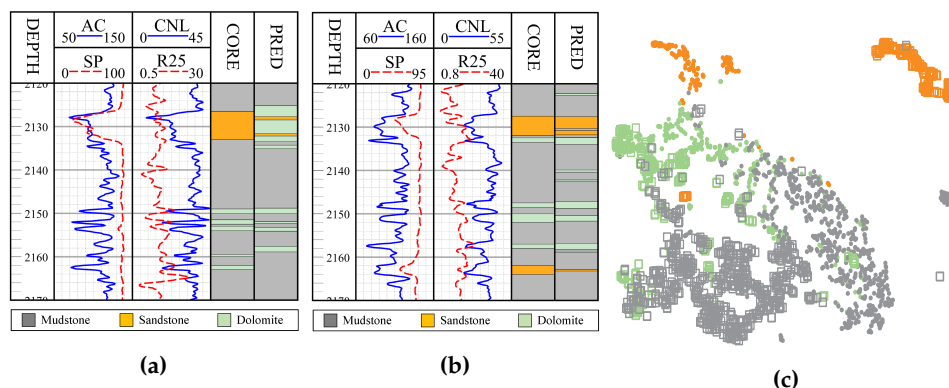 DEPTH
AC
50 150
SP
0 100
CNL
0 45
R25
0.5 30
CORE
PRED
2120
2130
2140
2150
2160
2170
Mudstone Sandstone Dolomite
(a)
DEPTH
AC
60 160
SP
0 95
CNL
0 55
R25
0.8 40
CORE
PRED
2120
2130
2140
2150
2160
2170
Mudstone Sandstone Dolomite
(b)
(c)